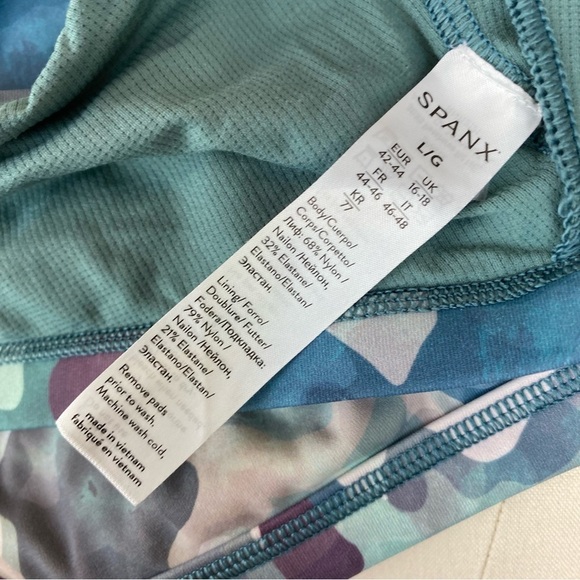 SPANX
L/G
EUR UK
42-44 16-18
FR IT
44-46 46-48
KR
77
Body/Cuerpo/
Corps/Corpetto/
Лиф: 68% Nylon /
Nailon /Нейлон,
32% Elastane/
Elastano/Elastan/
Эластан.
Lining/ Forro/
Doublure/ Futter/
Fodera/Подкладка:
79% Nylon /
Nailon /Нейлон,
21% Elastane/
Elastano/Elastan/
Эластан.
Remove pads
prior to wash,
Machine wash cold,
made in vietnam
fabriqué en vietnam